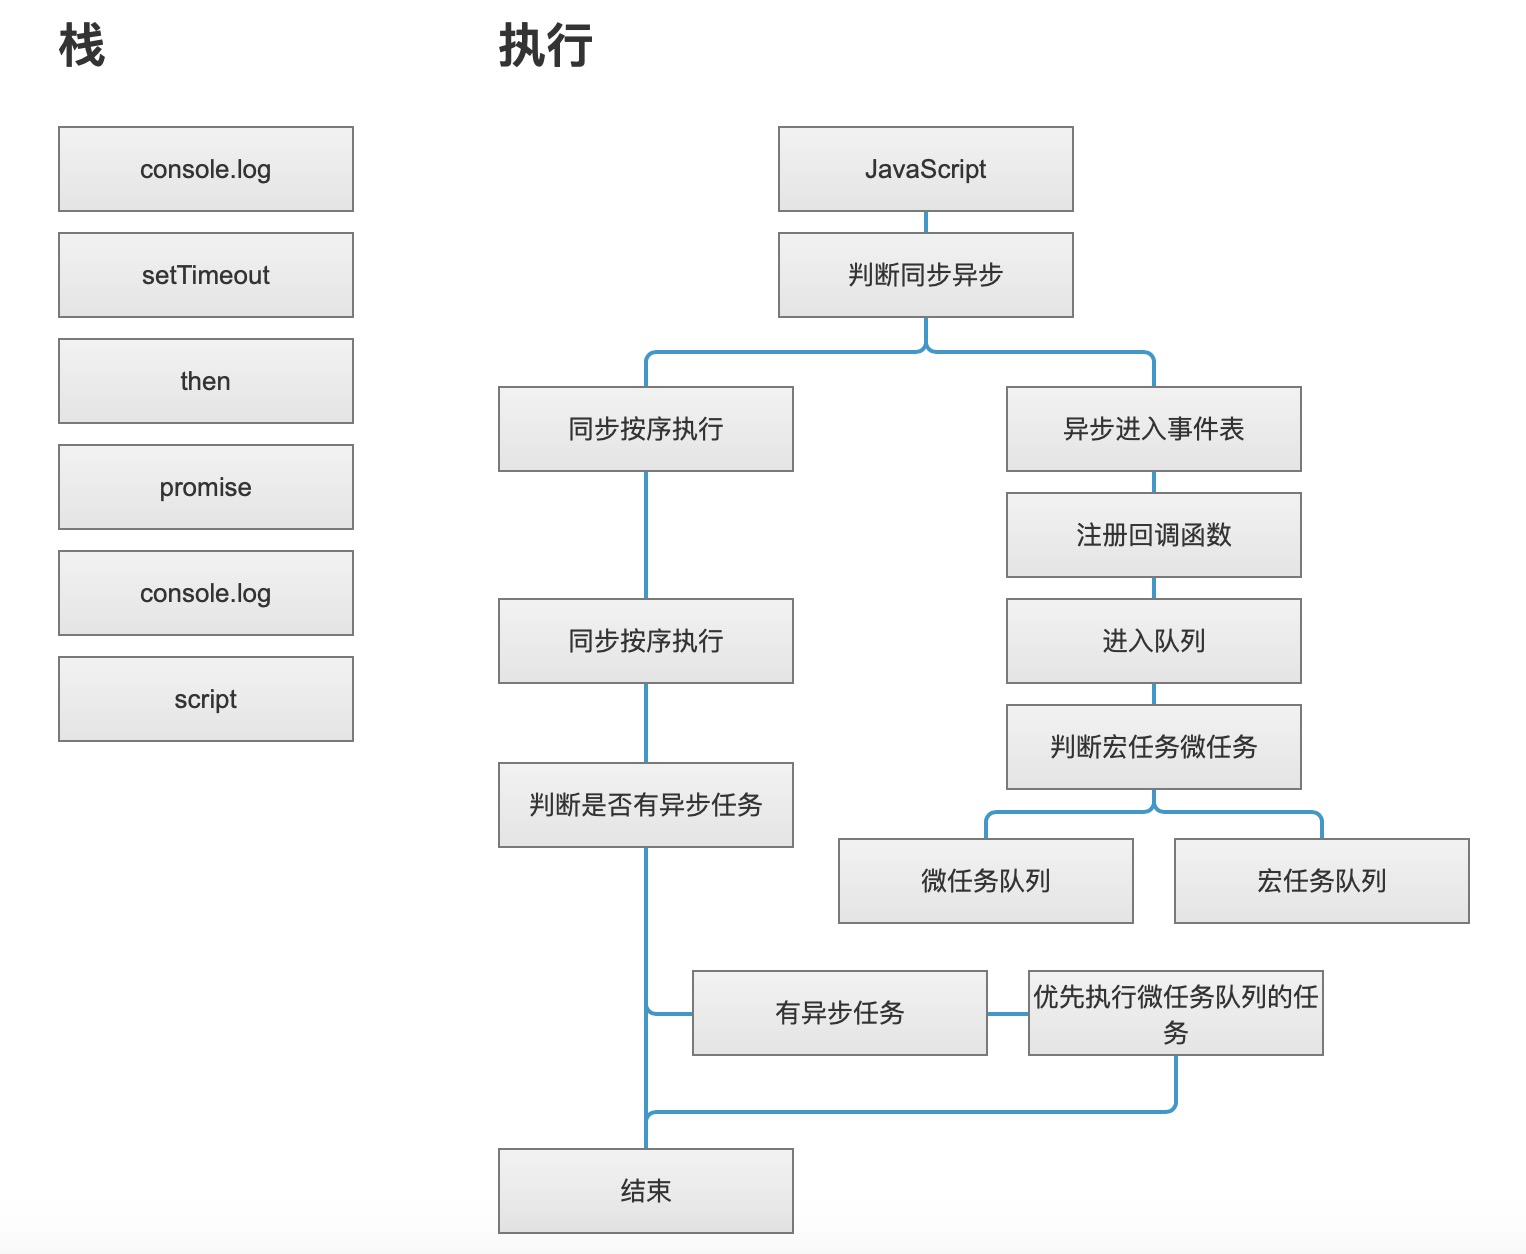 栈
执行
console.log
setTimeout
then
promise
console.log
script
JavaScript
判断同步异步
同步按序执行
异步进入事件表
注册回调函数
同步按序执行
进入队列
判断宏任务微任务
判断是否有异步任务
微任务队列
宏任务队列
有异步任务
优先执行微任务队列的任
务
结束